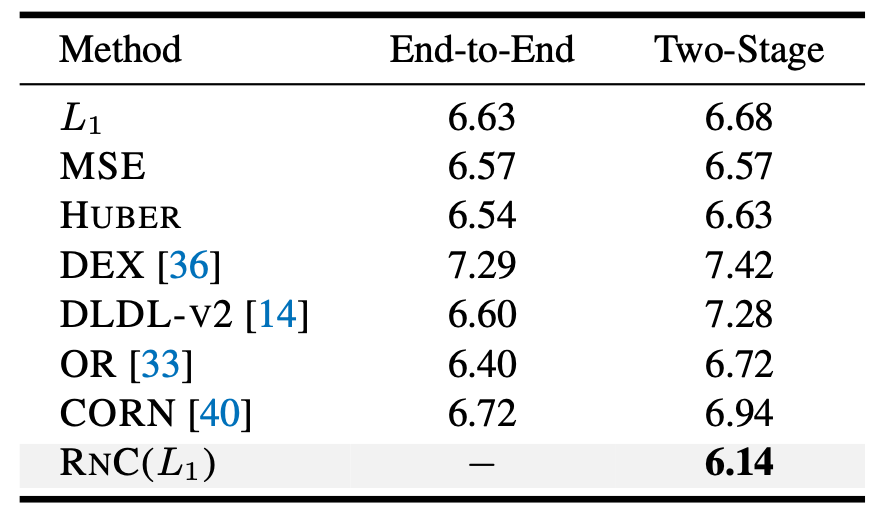 Method End-to-End Two-Stage
L₁ 6.63 6.68
MSE 6.57 6.57
HUBER 6.54 6.63
DEX [36] 7.29 7.42
DLDL-V2 [14] 6.60 7.28
OR [33] 6.40 6.72
CORN [40] 6.72 6.94
RNC(L₁) – 6.14